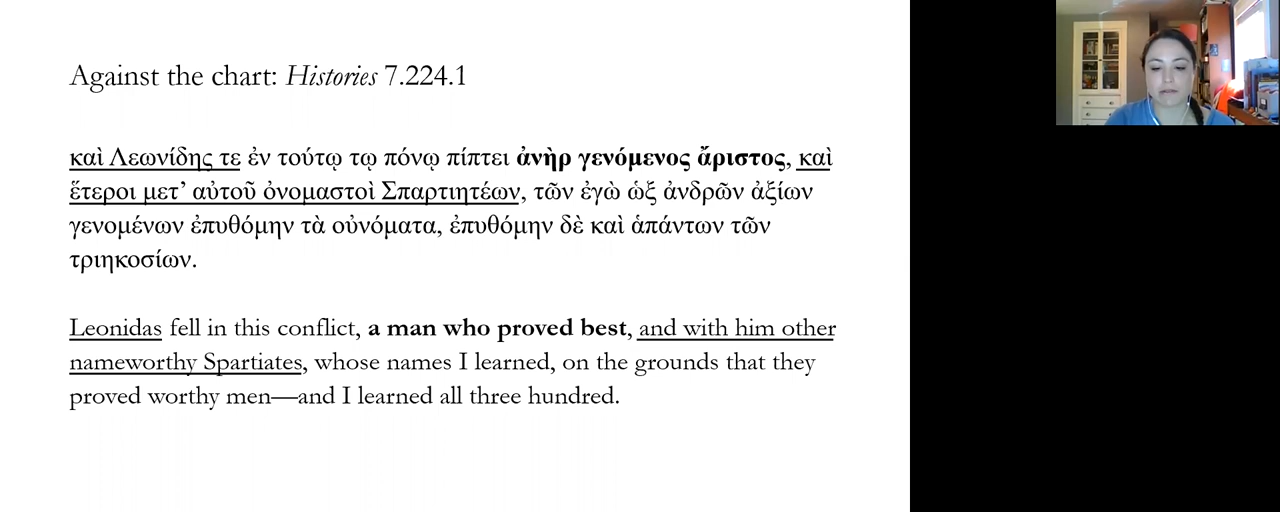 Against the chart: Histories 7.224.1
καὶ Λεωνίδης τε ἐν τούτῳ τῳ πόνῳ πίπτει ἀνὴρ γενόμενος ἄριστος, καὶ
ἕτεροι μετ’ αὐτοῦ ὀνομαστοὶ Σπαρτιητέων, τῶν ἐγὼ ὡξ ἀνδρῶν ἀξίων
γενομένων ἐπυθόμην τὰ οὐνόματα, ἐπυθόμην δὲ καὶ ἁπάντων τῶν
τριηκοσίων.
Leonidas fell in this conflict, a man who proved best, and with him other
nameworthy Spartiates, whose names I learned, on the grounds that they
proved worthy men—and I learned all three hundred.